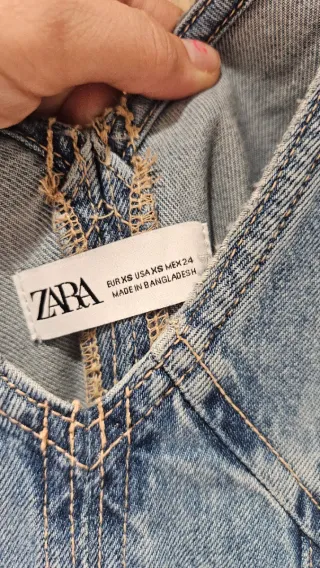 ZARA
EUR XS USA XS MEX 24
MADE IN BANGLADESH